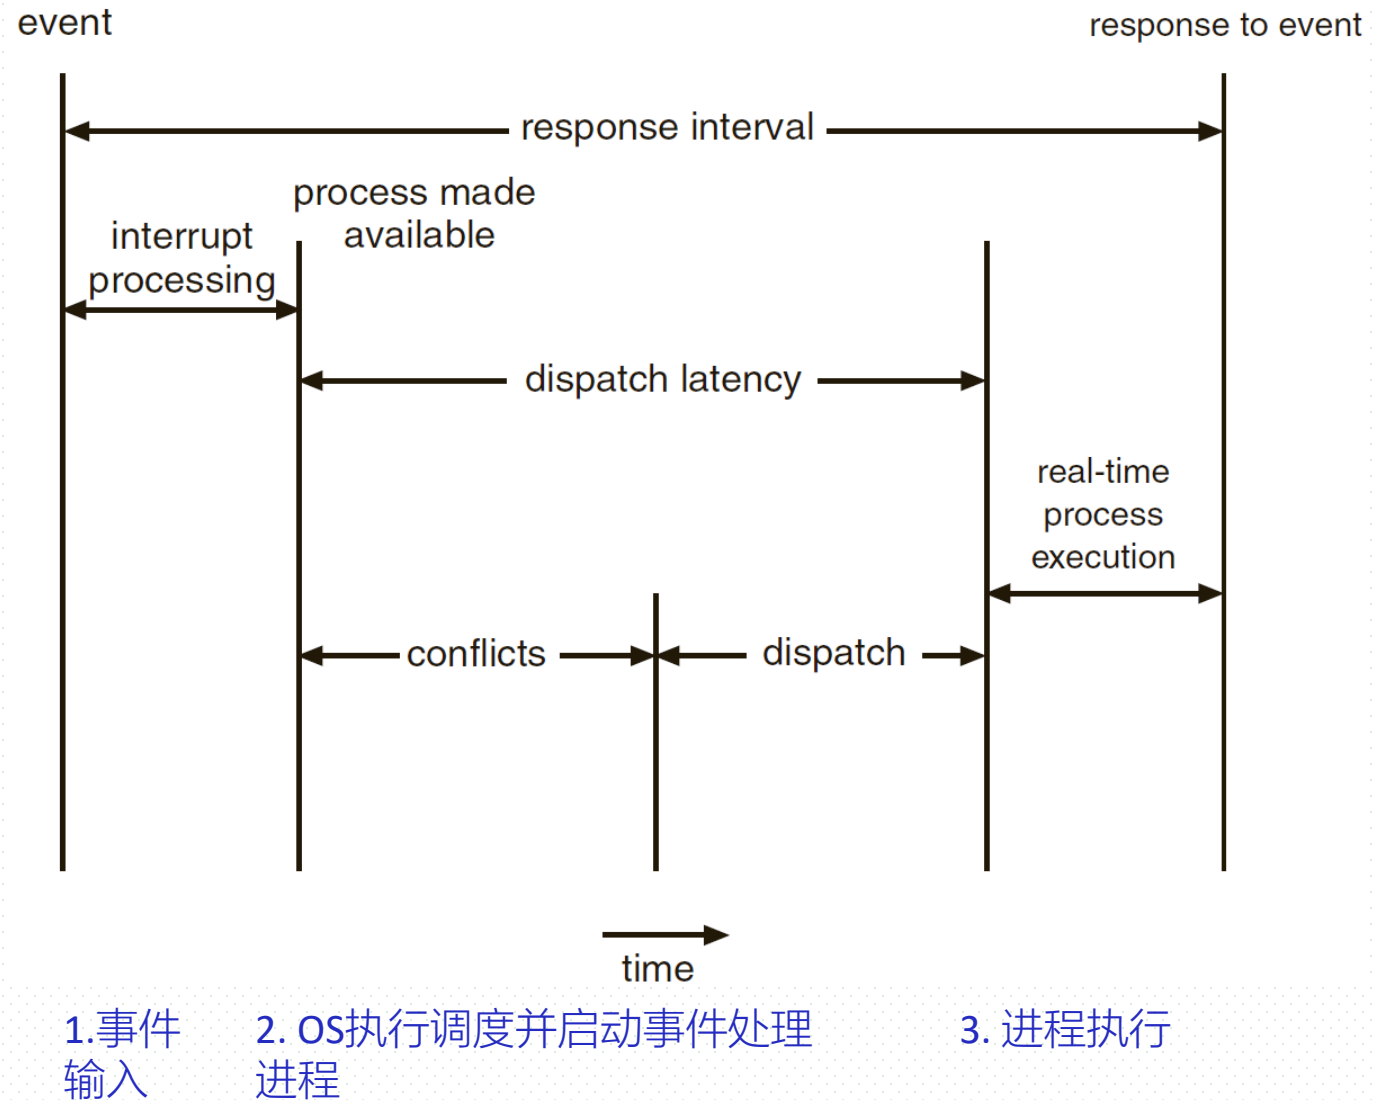 event
response to event
response interval
process made
available
interrupt
processing
dispatch latency
real-time
process
execution
conflicts
dispatch
time
1.事件
输入
2. OS执行调度并启动事件处理
进程
3. 进程执行